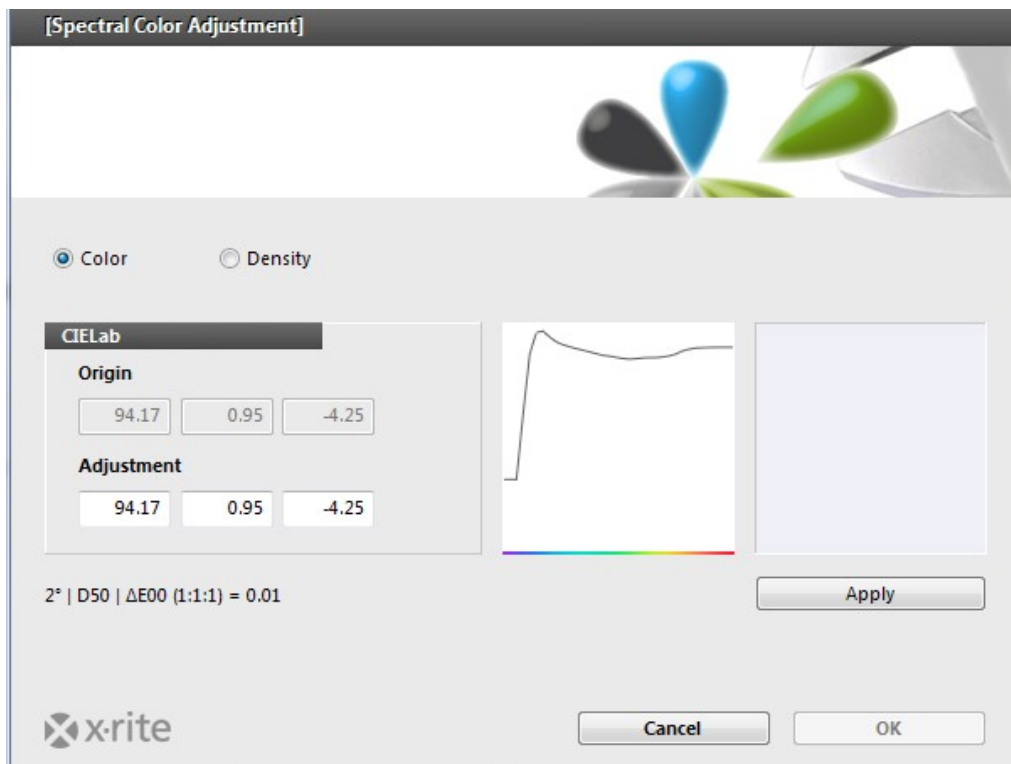 [Spectral Color Adjustment]
Color Density
CIELab
Origin
94.17 0.95 -4.25
Adjustment
94.17 0.95 -4.25
2° | D50 | ΔE00 (1:1:1) = 0.01
Apply
x·rite
Cancel OK